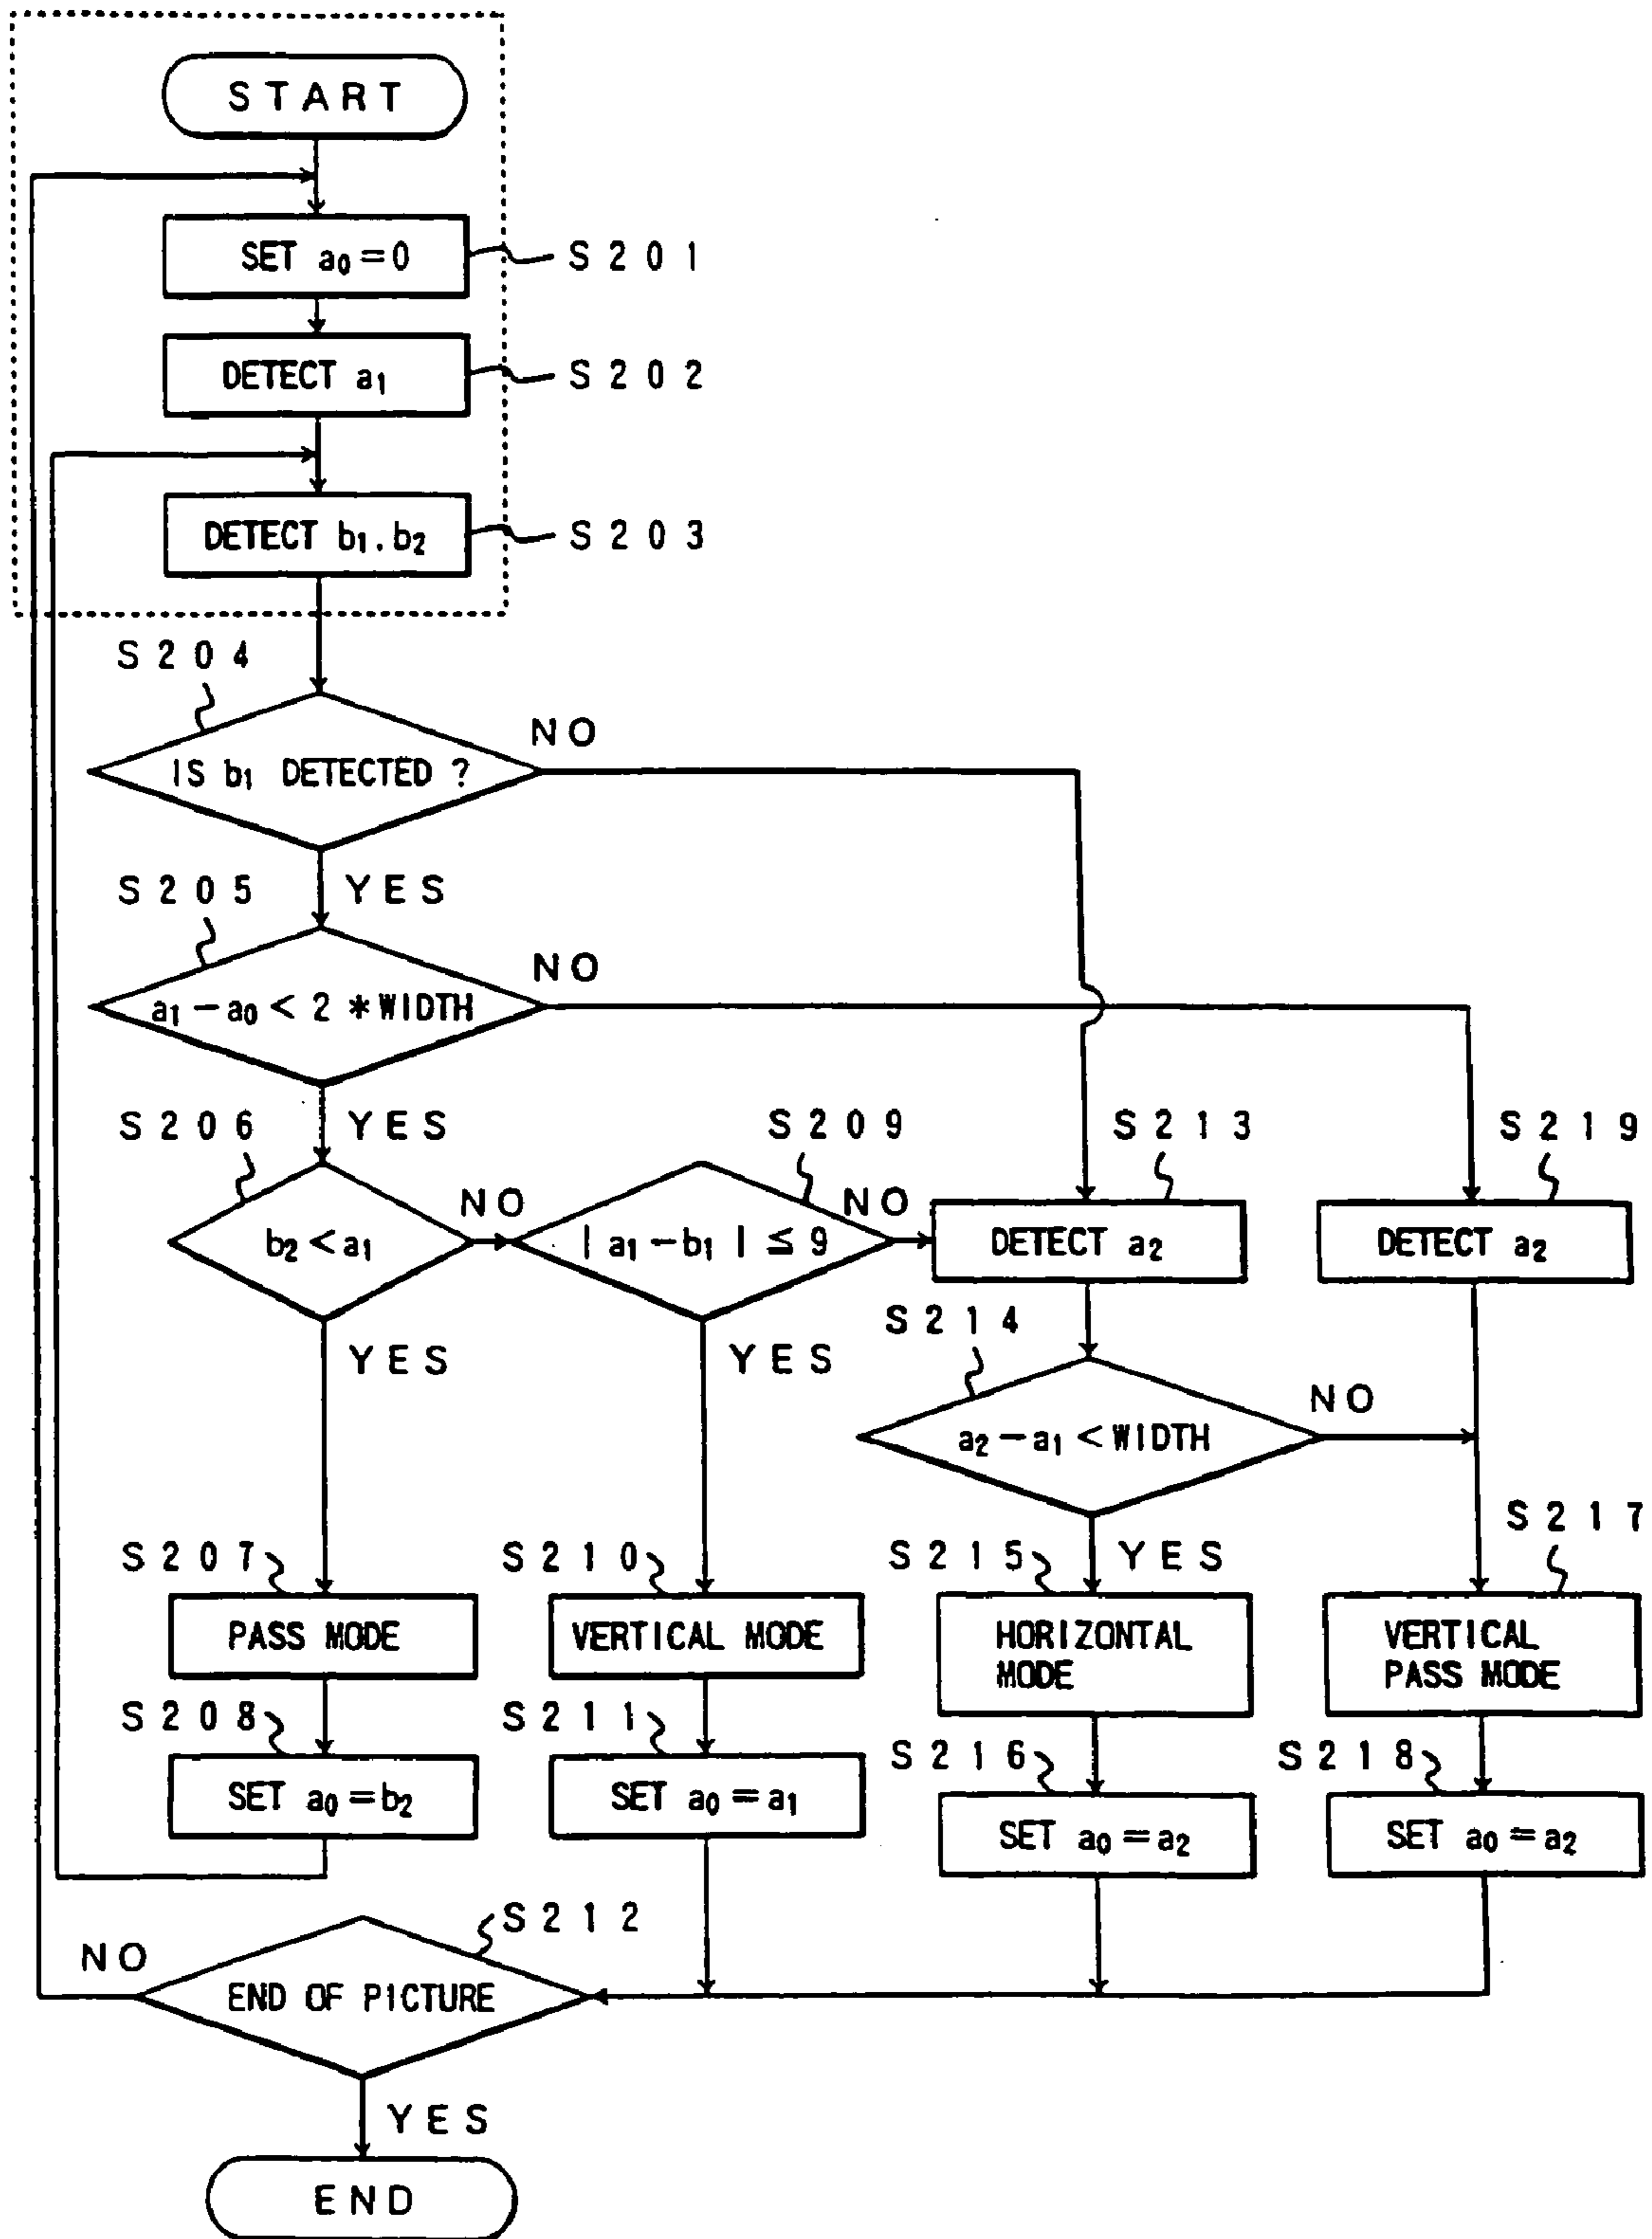 START
SET a₀=0
S201
DETECT a₁
S202
DETECT b₁.b₂
S203
S204
NO
IS b₁ DETECTED ?
S205
YES
NO
a₁−a₀<2*WIDTH
S206
YES
S209
S213
S219
b₂<a₁
NO
|a₁−b₁|≦9
NO
DETECT a₂
DETECT a₂
S214
YES
YES
NO
a₂−a₁<WIDTH
S217
S207
S210
S215
YES
PASS MODE
VERTICAL MODE
HORIZONTAL
MODE
VERTICAL
PASS MODE
S208
S211
S216
S218
SET a₀=b₂
SET a₀=a₁
SET a₀=a₂
SET a₀=a₂
S212
NO
END OF PICTURE
YES
END